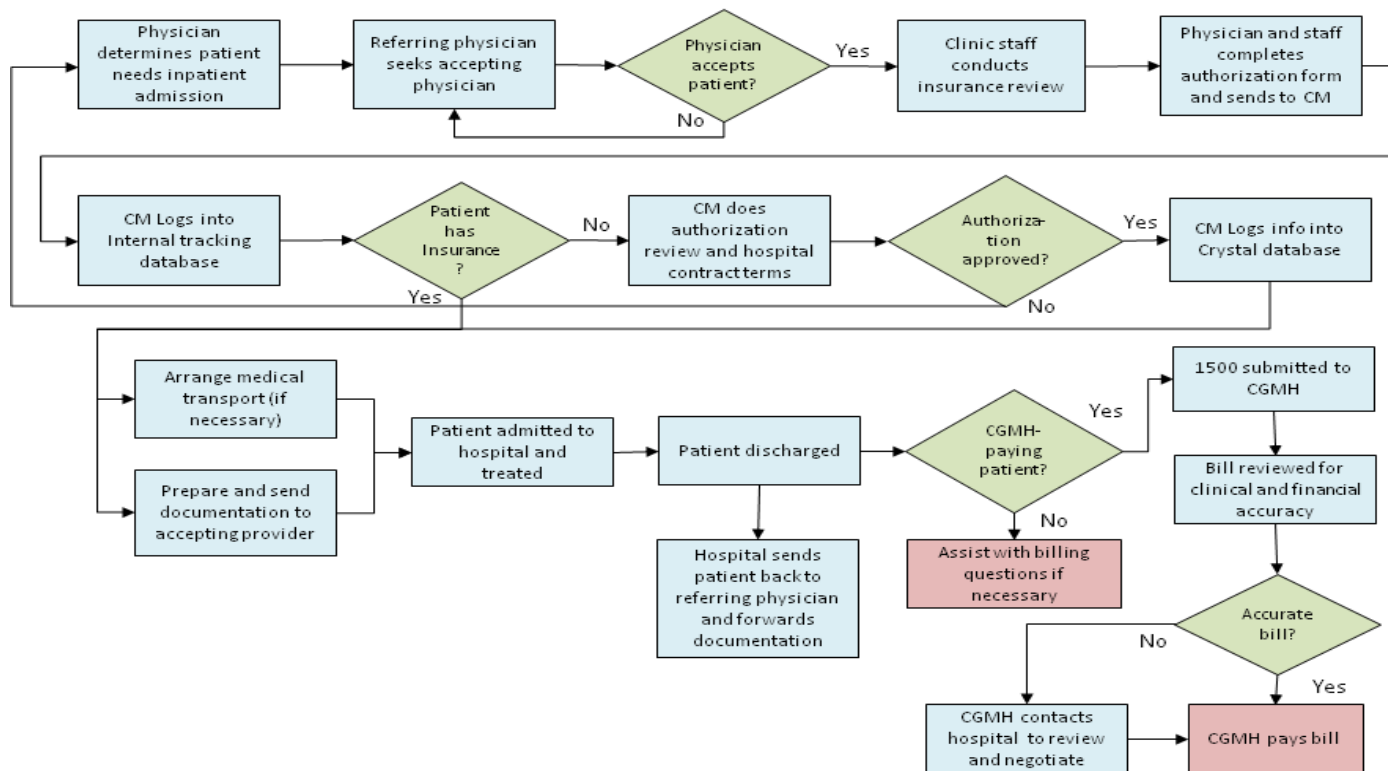 Physician
determines patient
needs inpatient
admission
Referring physician
seeks accepting
physician
Physician
accepts
patient?
Yes
No
Clinic staff
conducts
insurance review
Physician and staff
completes
authorization form
and sends to CM
CM Logs into
Internal tracking
database
Patient
has
Insurance
?
No
Yes
CM does
authorization
review and hospital
contract terms
Authoriza-
tion
approved?
Yes
No
CM Logs info into
Crystal database
Arrange medical
transport (if
necessary)
Prepare and send
documentation to
accepting provider
Patient admitted to
hospital and
treated
Patient discharged
Hospital sends
patient back to
referring physician
and forwards
documentation
CGMH-
paying
patient?
Yes
No
Assist with billing
questions if
necessary
1500 submitted to
CGMH
Bill reviewed for
clinical and financial
accuracy
Accurate
bill?
No
Yes
CGMH contacts
hospital to review
and negotiate
CGMH pays bill